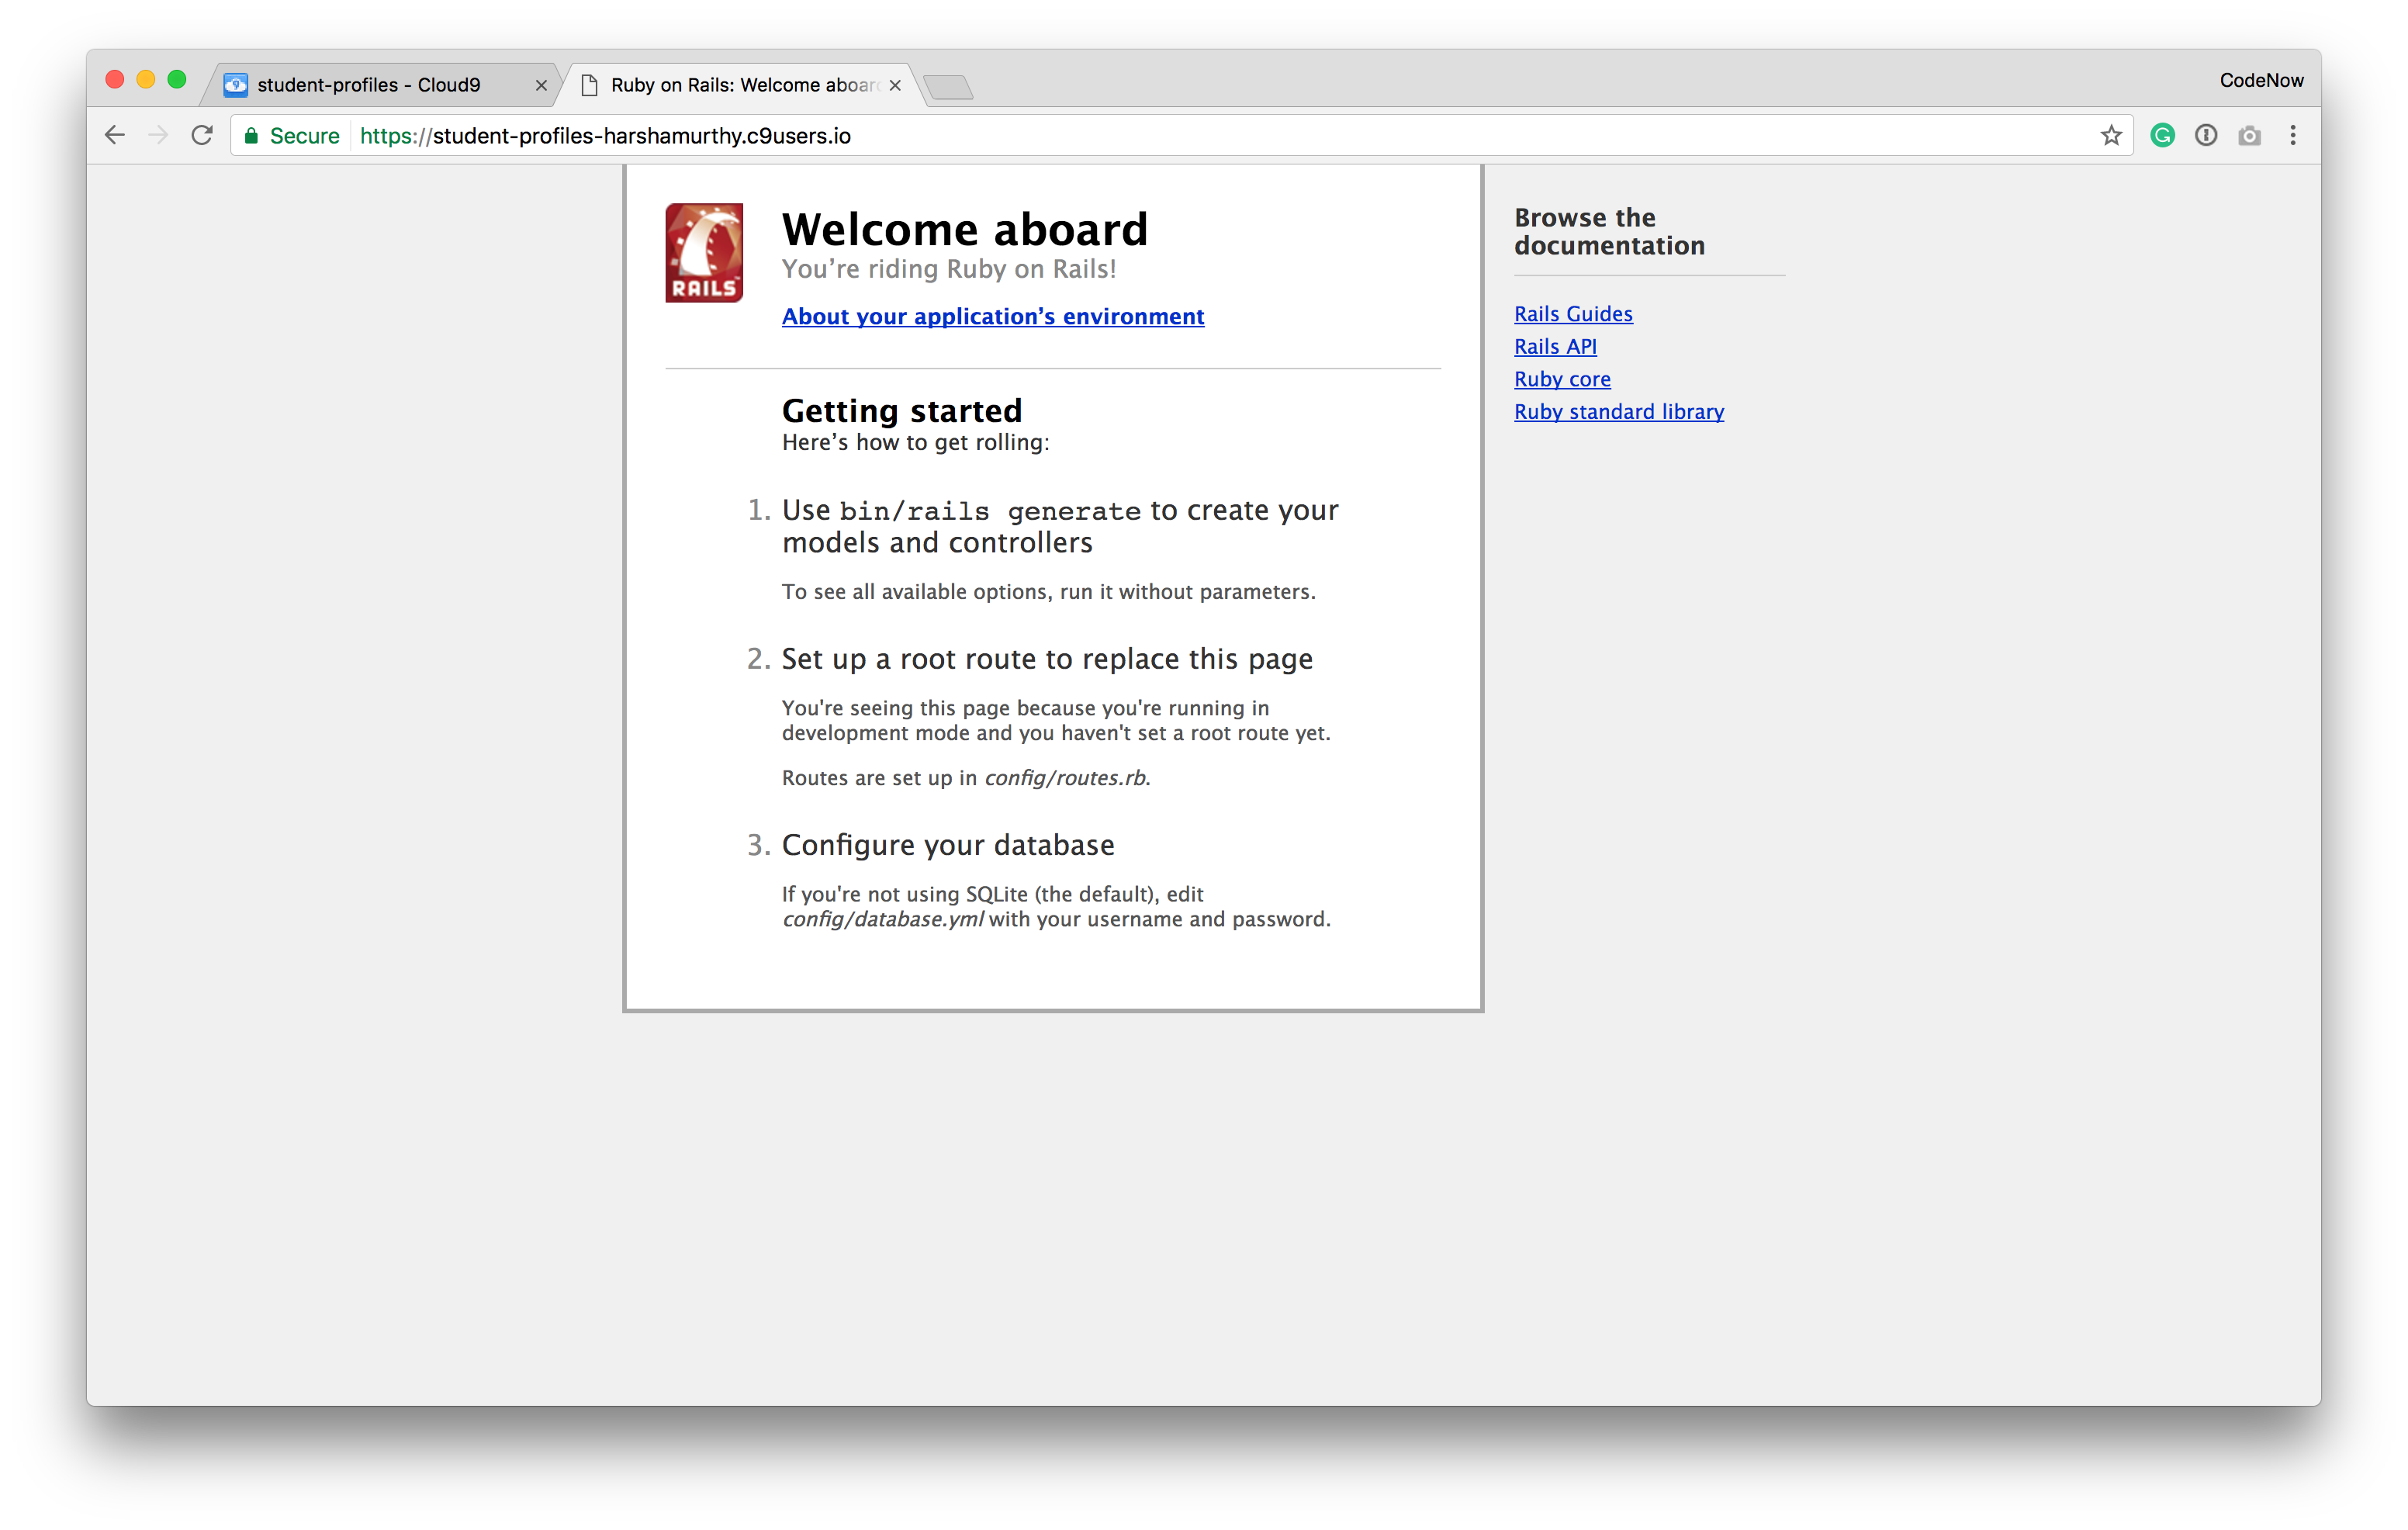 student-profiles - Cloud9
Ruby on Rails: Welcome aboard
CodeNow
Secure https://student-profiles-harshamurthy.c9users.io
RAILS
Welcome aboard
You’re riding Ruby on Rails!
About your application’s environment
Getting started
Here’s how to get rolling:
1. Use bin/rails generate to create your
models and controllers
To see all available options, run it without parameters.
2. Set up a root route to replace this page
You're seeing this page because you're running in
development mode and you haven't set a root route yet.
Routes are set up in config/routes.rb.
3. Configure your database
If you're not using SQLite (the default), edit
config/database.yml with your username and password.
Browse the
documentation
Rails Guides
Rails API
Ruby core
Ruby standard library